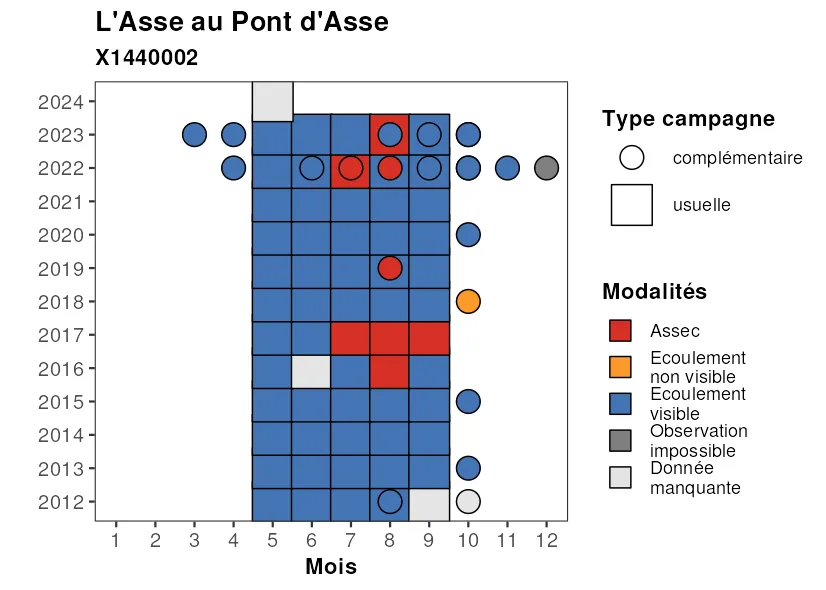 L'Asse au Pont d'Asse
X1440002
2024
2023
2022
2021
2020
2019
2018
2017
2016
2015
2014
2013
2012
1 2 3 4 5 6 7 8 9 10 11 12
Mois
Type campagne
complémentaire
usuelle
Modalités
Assec
Ecoulement
non visible
Ecoulement
visible
Observation
impossible
Donnée
manquante